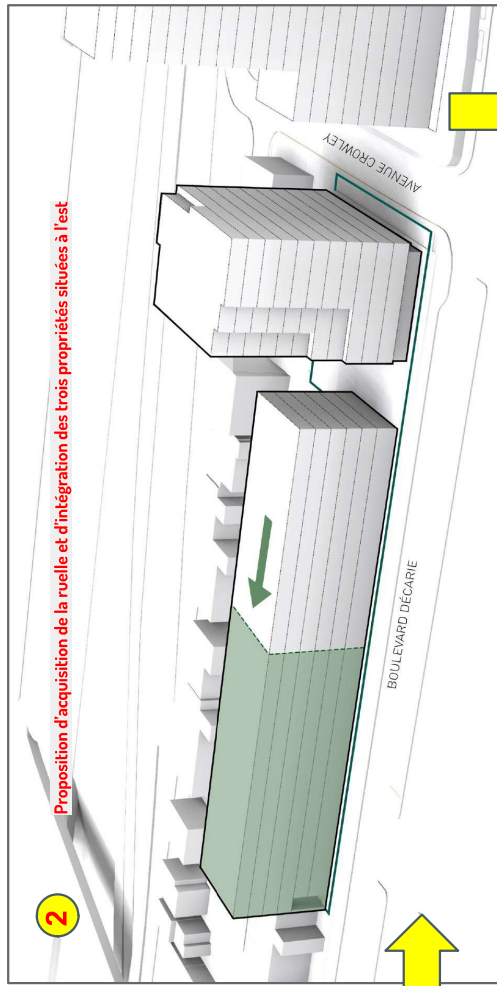 2
Proposition d'acquisition de la ruelle et d'intégration des trois propriétés situées à l'est
AVENUE CROWLEY
BOULEVARD DÉCARIE